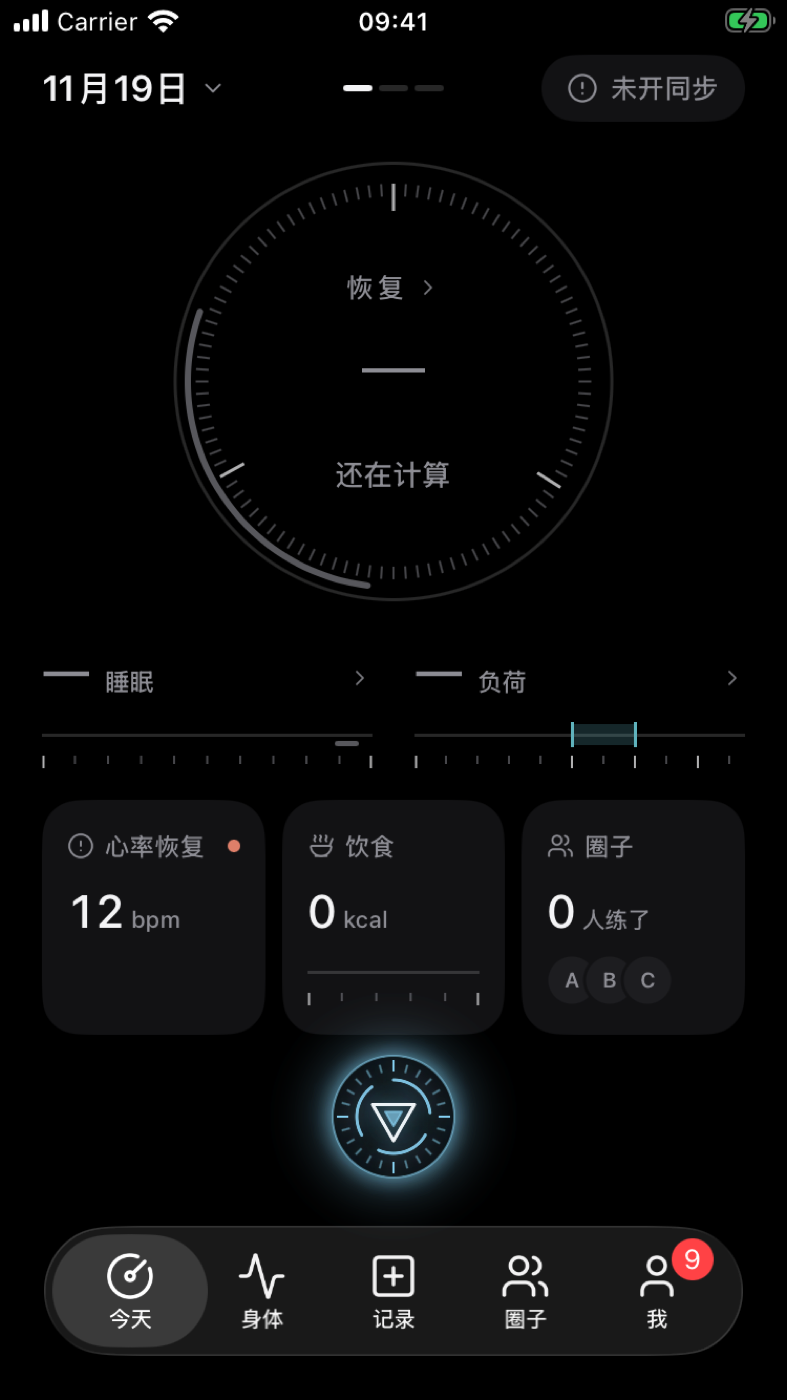 Carrier 09:41
11月19日 未开同步
恢复
还在计算
睡眠 负荷
心率恢复 饮食 圈子
12 bpm 0 kcal 0 人练了
A B C
9
今天 身体 记录 圈子 我